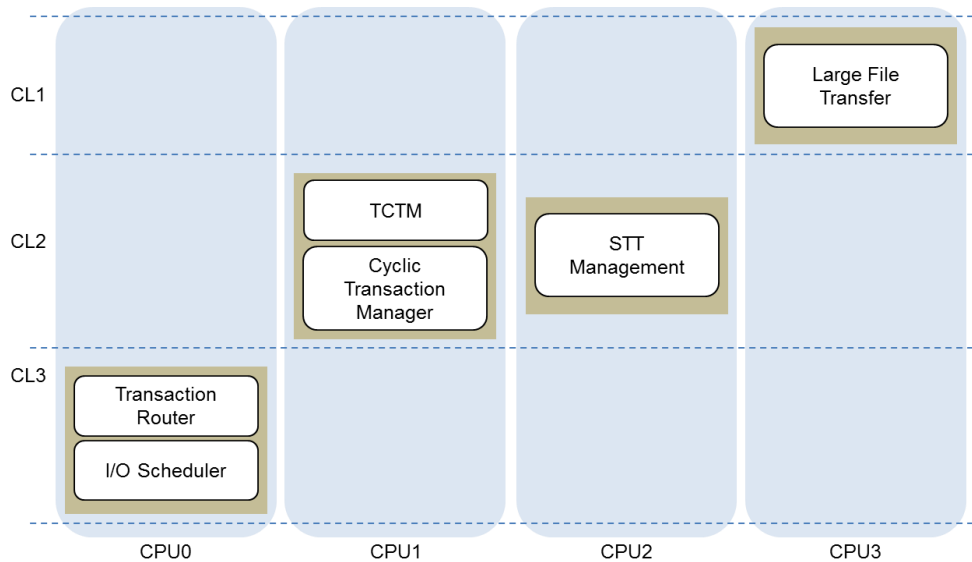 Large File
Transfer
CL1
TCTM
CL2
Cyclic
Transaction
Manager
STT
Management
CL3
Transaction
Router
I/O Scheduler
CPU0
CPU1
CPU2
CPU3